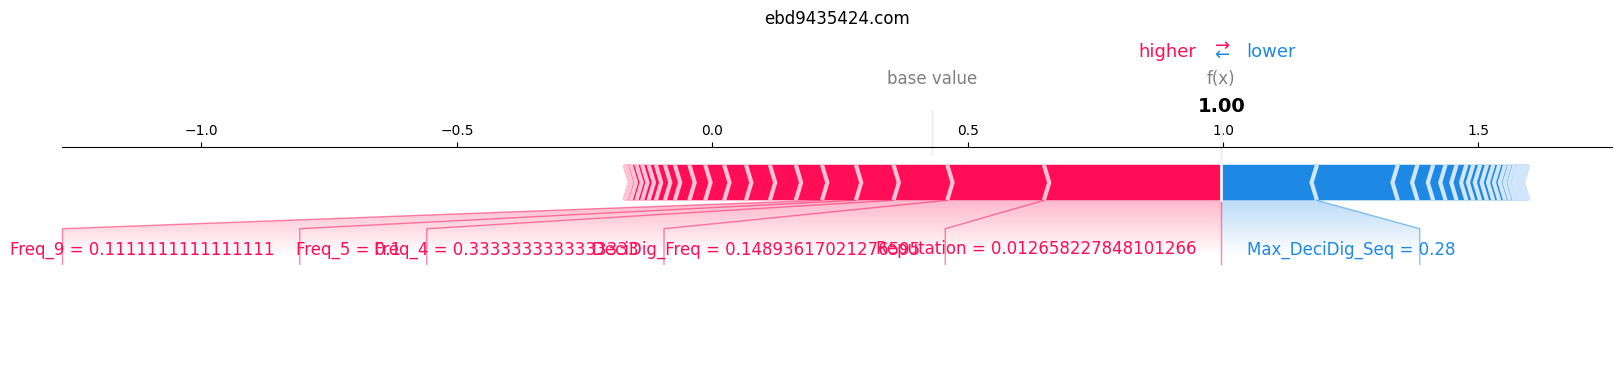 ebd9435424.com
higher ⇄ lower
base value f(x)
1.00
−1.0 −0.5 0.0 0.5 1.0 1.5
Freq_9 = 0.1111111111111111 Freq_5 = 0.1 Freq_4 = 0.3333333333333333 DeciDig_Freq = 0.14893617021276595 Reputation = 0.012658227848101266 Max_DeciDig_Seq = 0.28